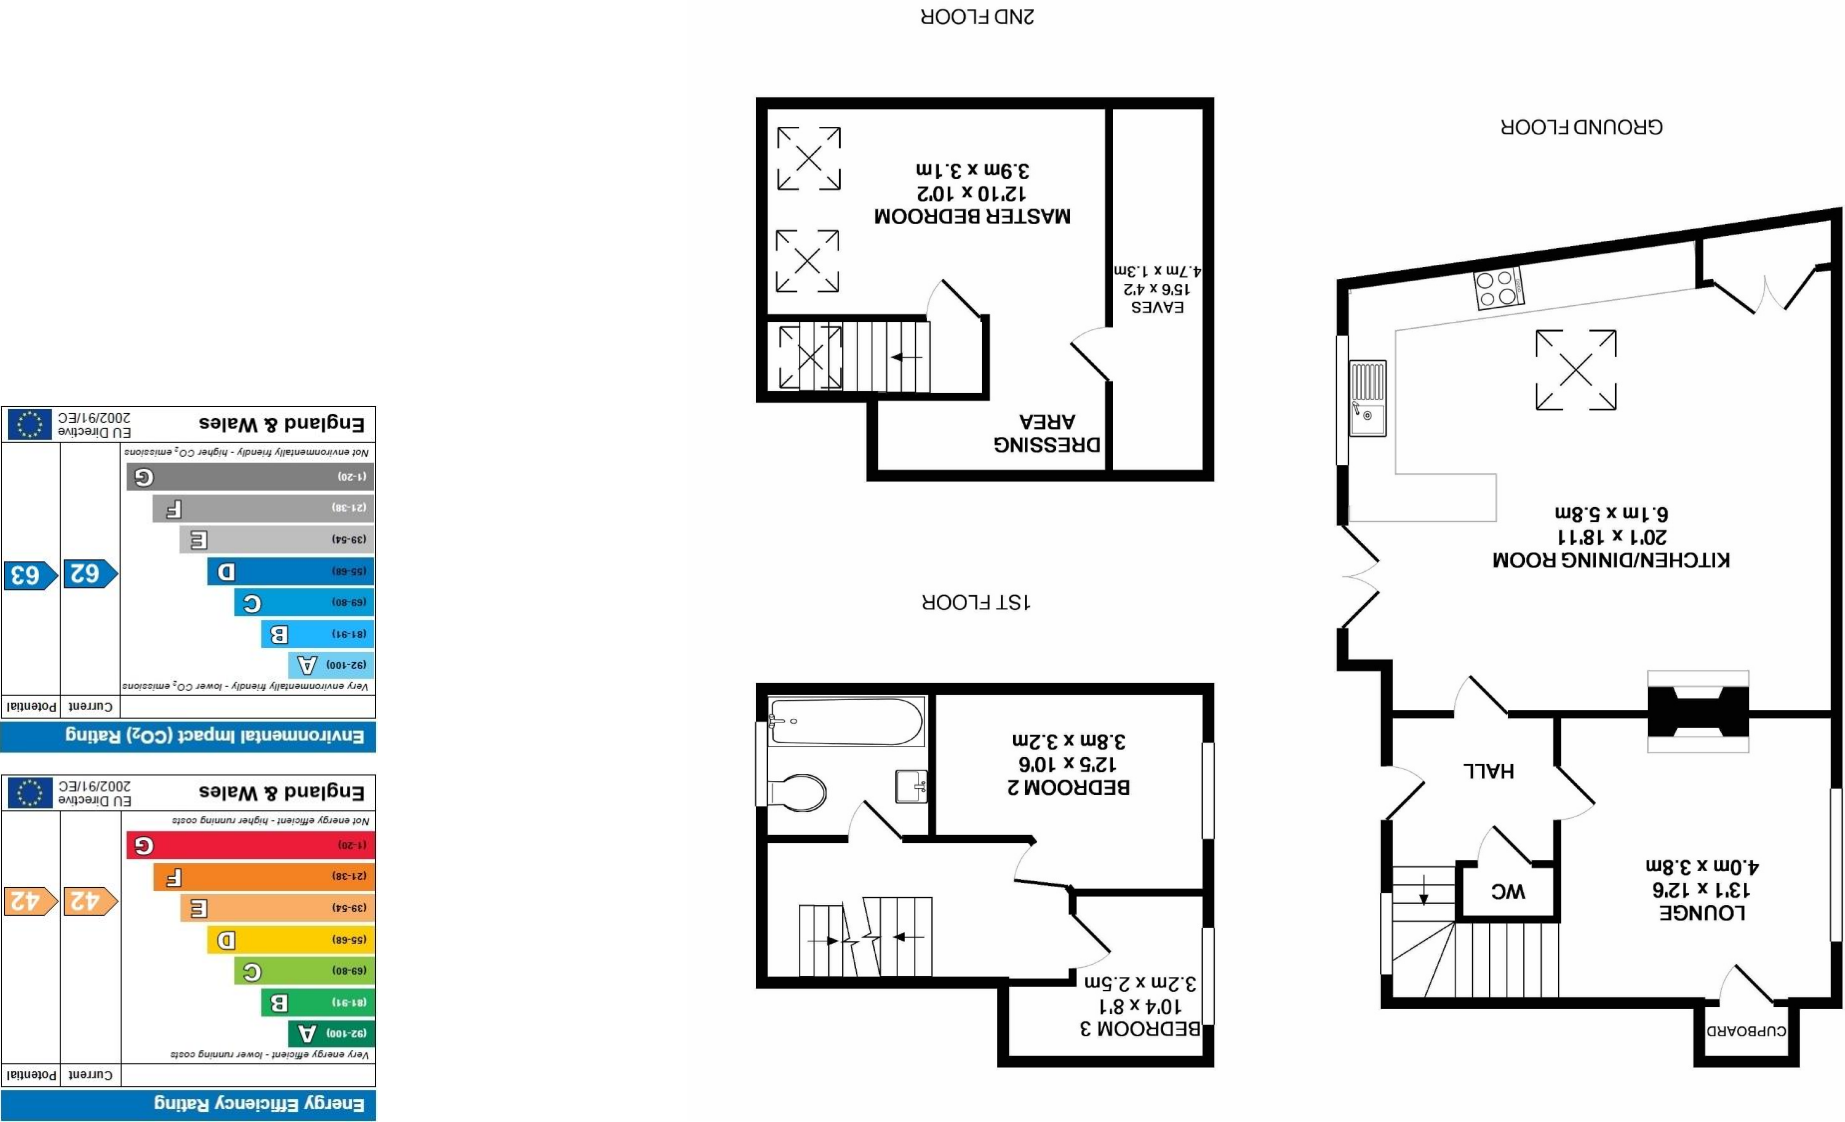 GROUND FLOOR
CUPBOARD
LOUNGE
13'1 x 12'6
4.0m x 3.8m
WC
HALL
KITCHEN/DINING ROOM
20'1 x 18'11
6.1m x 5.8m
1ST FLOOR
BEDROOM 3
10'4 x 8'1
3.2m x 2.5m
BEDROOM 2
12'5 x 10'6
3.8m x 3.2m
2ND FLOOR
DRESSING
AREA
EAVES
15'6 x 4'2
4.7m x 1.3m
MASTER BEDROOM
12'10 x 10'2
3.9m x 3.1m
Energy Efficiency Rating
Current Potential
Very energy efficient - lower running costs
(92-100) A
(81-91) B
(69-80) C
(55-68) D
(39-54) E
(21-38) F
(1-20) G
42 42
Not energy efficient - higher running costs
England & Wales
EU Directive
2002/91/EC
Environmental Impact (CO2) Rating
Current Potential
Very environmentally friendly - lower CO2 emissions
(92-100) A
(81-91) B
(69-80) C
(55-68) D
(39-54) E
(21-38) F
(1-20) G
62 63
Not environmentally friendly - higher CO2 emissions
England & Wales
EU Directive
2002/91/EC